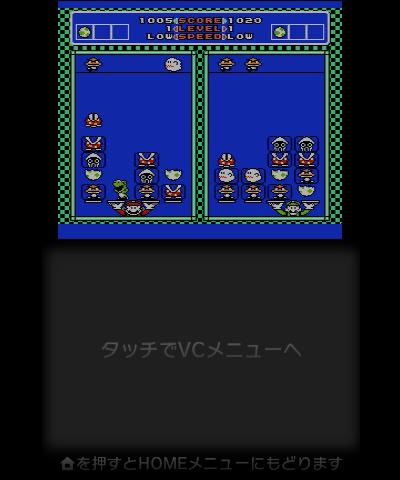 1005 SCORE 1020
1 LEVEL 1
LOW SPEED LOW
タッチでVCメニューへ
を押すとHOMEメニューにもどります